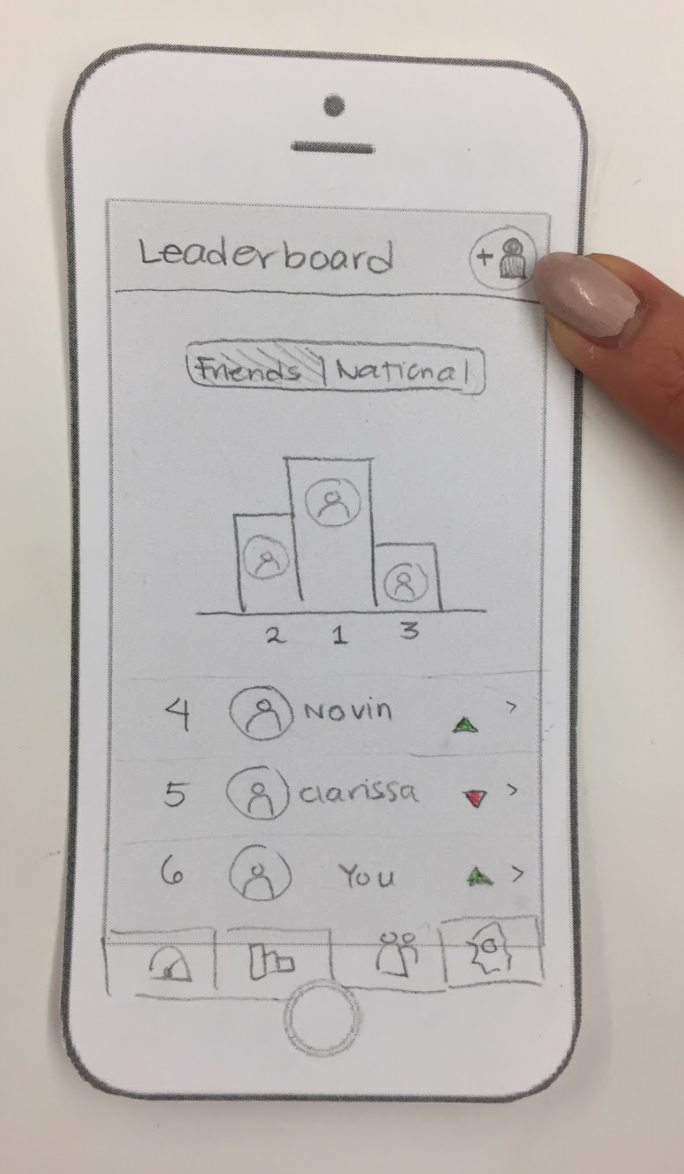 Leaderboard +
Friends | National
2 1 3
4 Novin >
5 clarissa >
6 You >